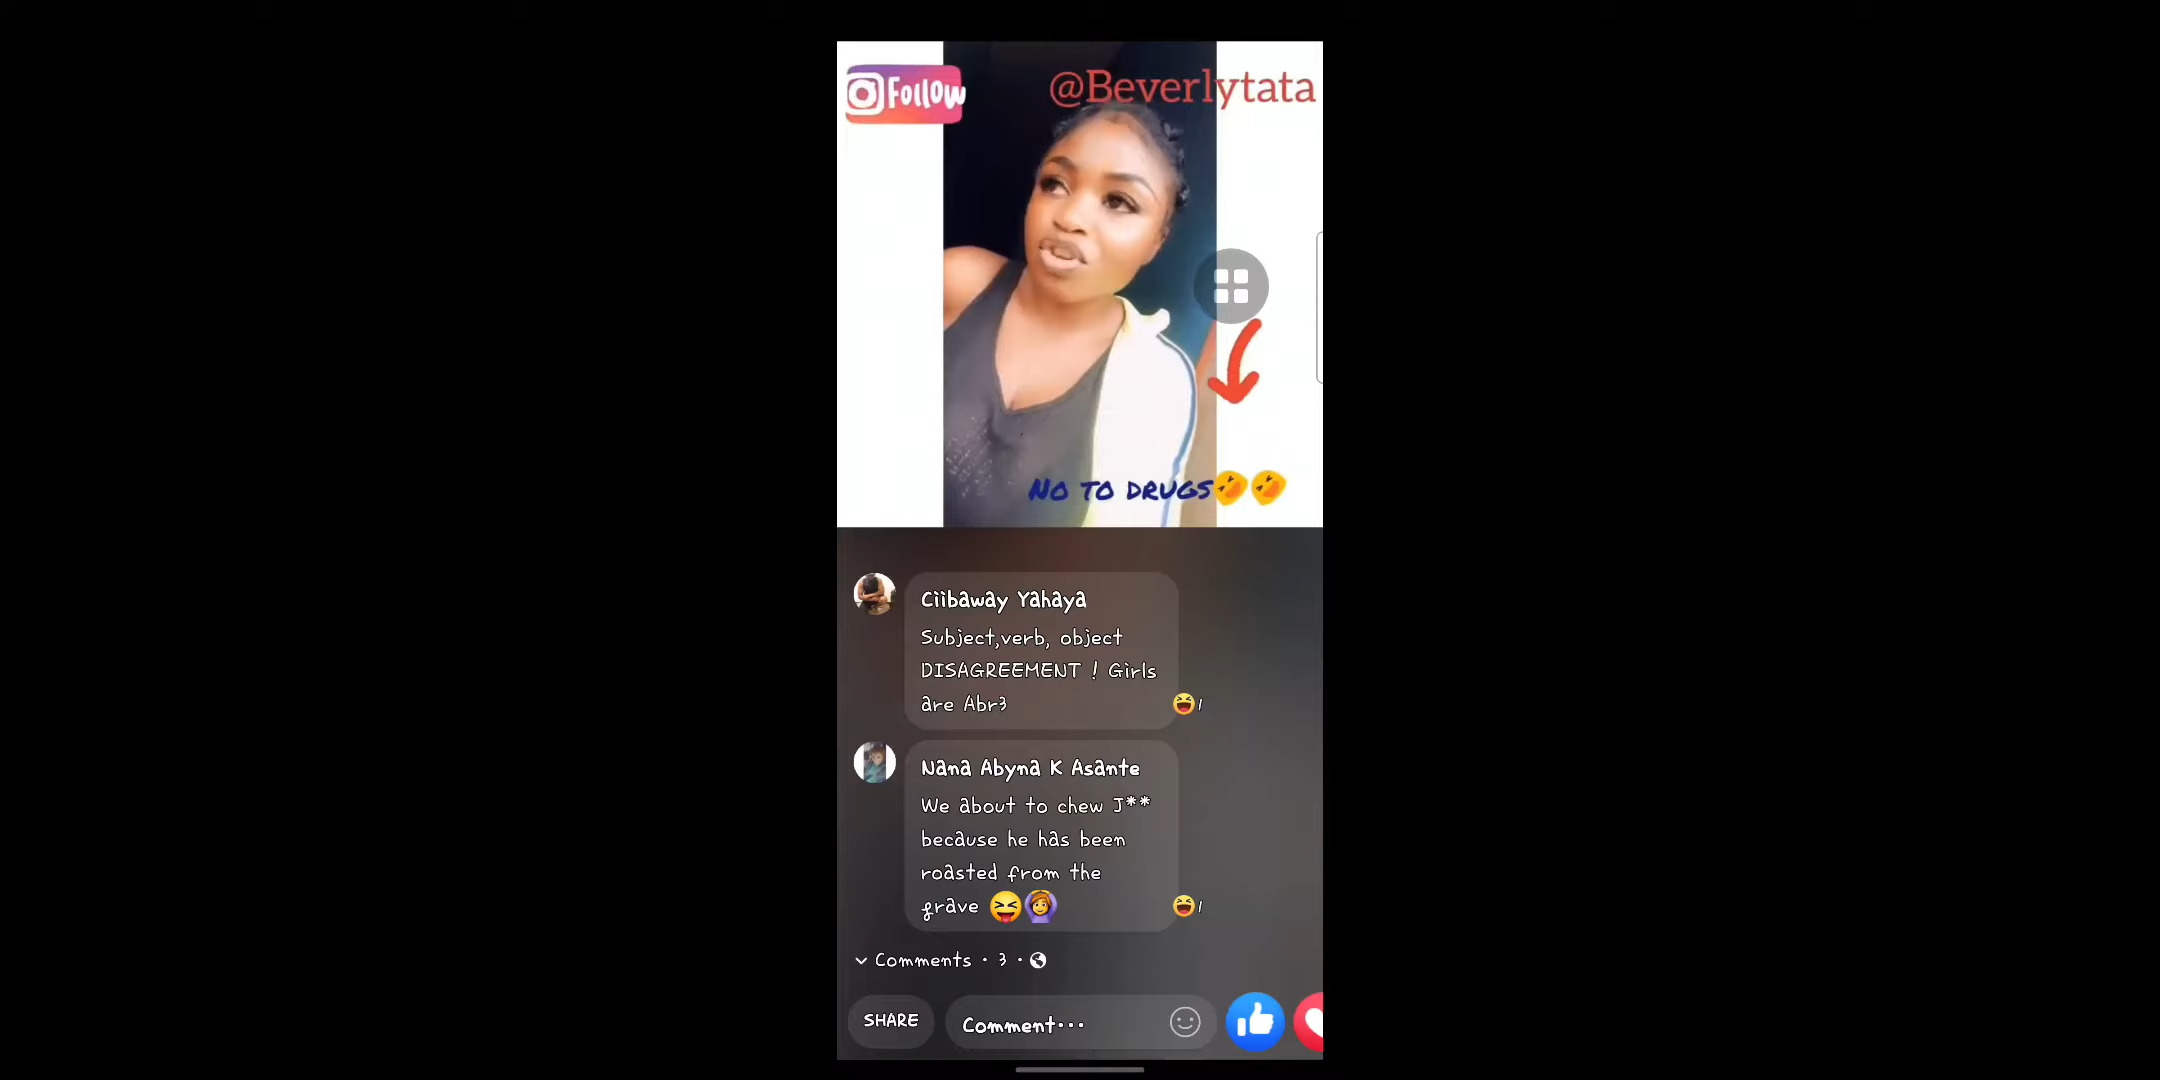 Follow
@Beverlytata
NO TO DRUGS🤣🤣
Ciibaway Yahaya
Subject,verb, object
DISAGREEMENT ! Girls
are Abr3
😆1
Nana Abyna K Asante
We about to chew J**
because he has been
roasted from the
grave 😝🙆
😆1
Comments · 3 ·
SHARE
Comment...